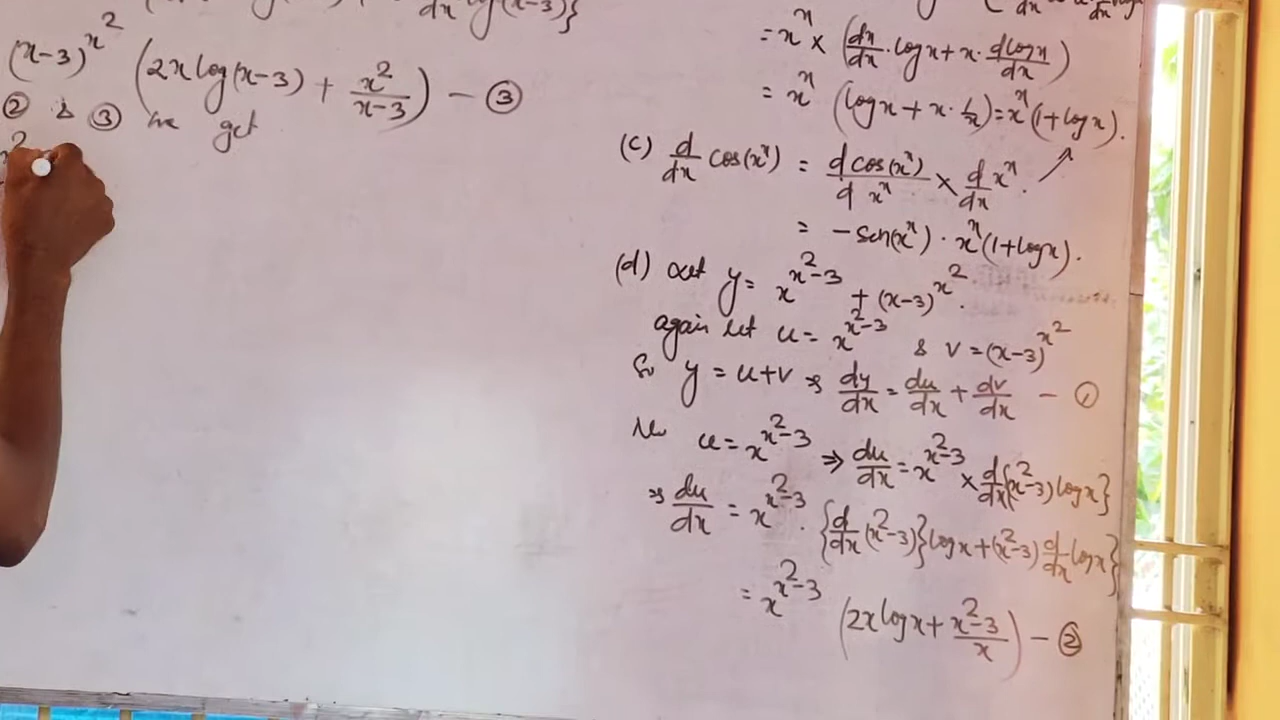 (x-3)^{x^2} (2x log(x-3) + x^2/(x-3)) — ③
② & ③ we get
= x^x × (dx/dx · log x + x · dlog x/dx)
= x^x (log x + x · 1/x) = x^x (1 + log x).
(c) d/dx cos(x^x) = d cos(x^x)/d x^x × d/dx x^x.
= - sin(x^x) · x^x (1 + log x).
(d) Let y = x^{x^2-3} + (x-3)^{x^2}.
again let u = x^{x^2-3} & v = (x-3)^{x^2}
So y = u+v ⇒ dy/dx = du/dx + dv/dx — ①
u = x^{x^2-3} ⇒ du/dx = x^{x^2-3} × d/dx{(x^2-3) log x}
⇒ du/dx = x^{x^2-3} · {d/dx (x^2-3)} log x + (x^2-3) d/dx log x}
= x^{x^2-3} (2x log x + (x^2-3)/x) — ②